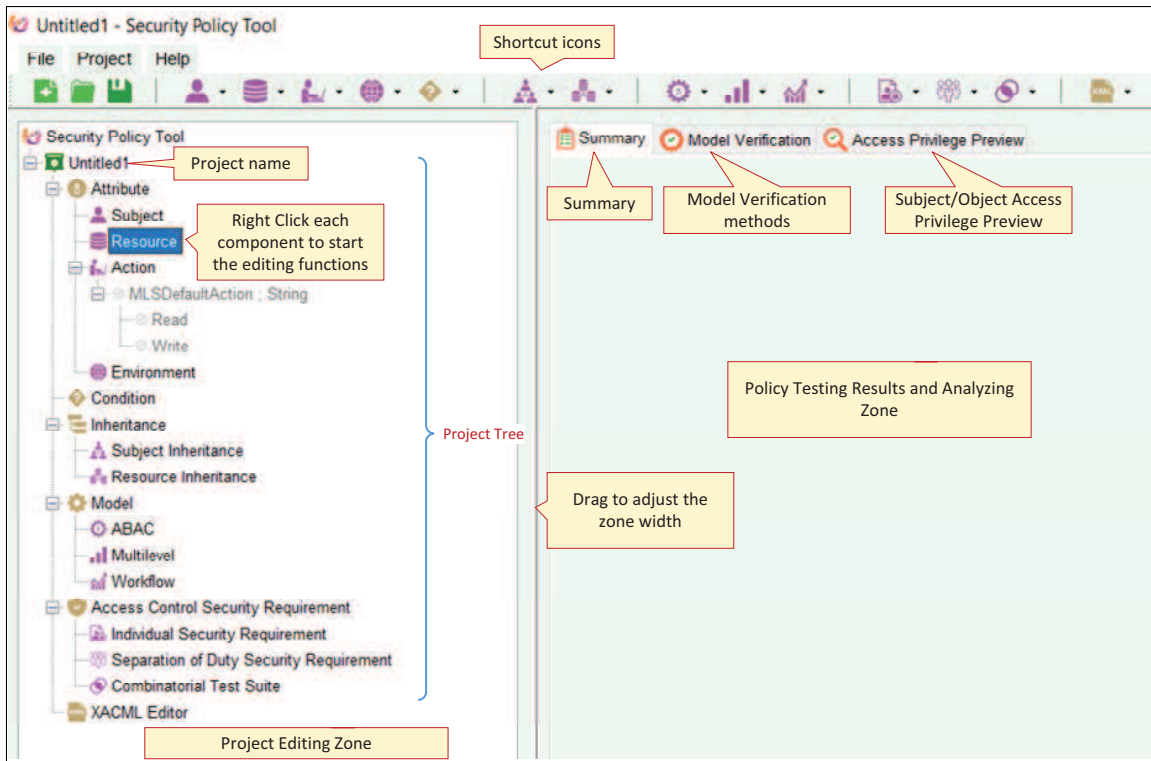 Untitled1 - Security Policy Tool
Shortcut icons
File Project Help
Security Policy Tool
Untitled1
Project name
Attribute
Subject
Resource
Right Click each
component to start
the editing functions
Action
MLSDefaultAction ; String
Read
Write
Environment
Condition
Inheritance
Subject Inheritance
Resource Inheritance
Model
ABAC
Multilevel
Workflow
Access Control Security Requirement
Individual Security Requirement
Separation of Duty Security Requirement
Combinatorial Test Suite
XACML Editor
Project Editing Zone
Project Tree
Summary Model Verification Access Privilege Preview
Summary
Model Verification
methods
Subject/Object Access
Privilege Preview
Policy Testing Results and Analyzing
Zone
Drag to adjust the
zone width